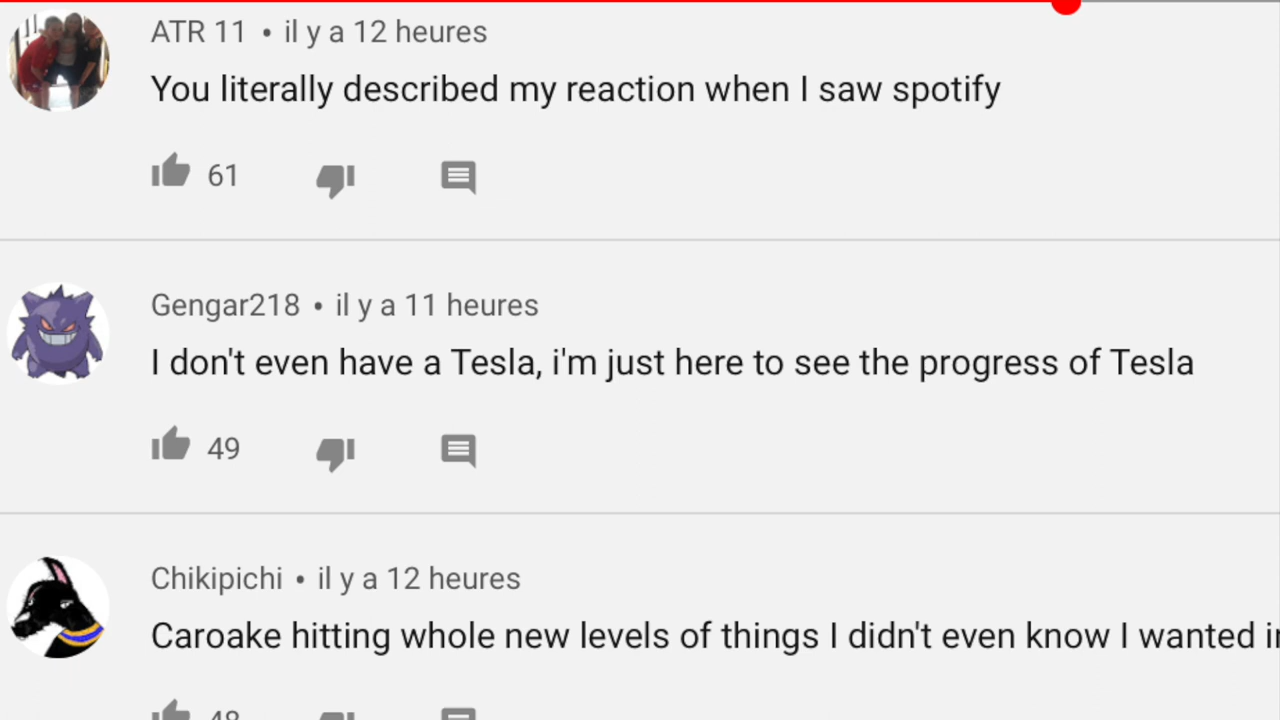 ATR 11 • il y a 12 heures
You literally described my reaction when I saw spotify
61
Gengar218 • il y a 11 heures
I don't even have a Tesla, i'm just here to see the progress of Tesla
49
Chikipichi • il y a 12 heures
Caroake hitting whole new levels of things I didn't even know I wanted
48